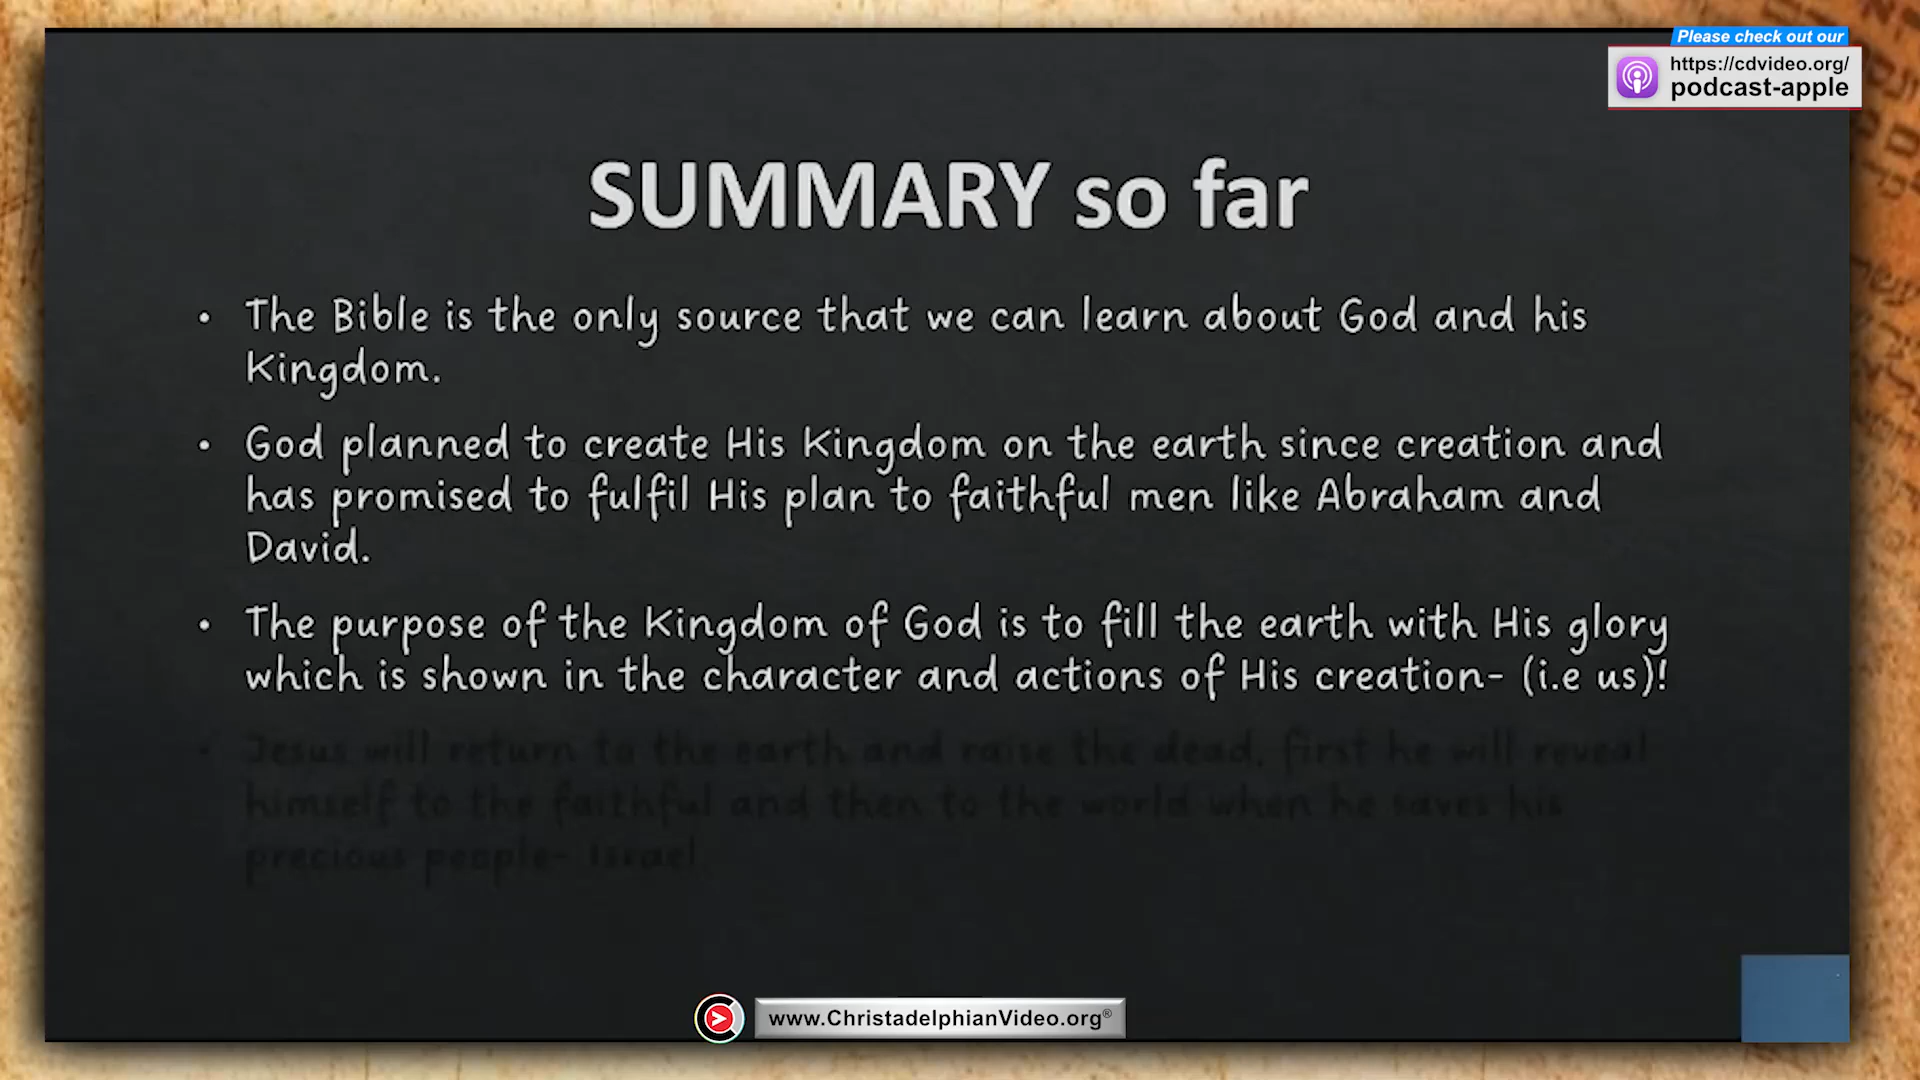 Please check out our
https://cdvideo.org/
podcast-apple
SUMMARY so far
• The Bible is the only source that we can learn about God and his
Kingdom.
• God planned to create His Kingdom on the earth since creation and
has promised to fulfil His plan to faithful men like Abraham and
David.
• The purpose of the Kingdom of God is to fill the earth with His glory
which is shown in the character and actions of His creation- (i.e us)!
• Jesus will return to the earth and raise the dead, first he will reveal
himself to the faithful and then to the world when he saves his
precious people- Israel.
www.ChristadelphianVideo.org®